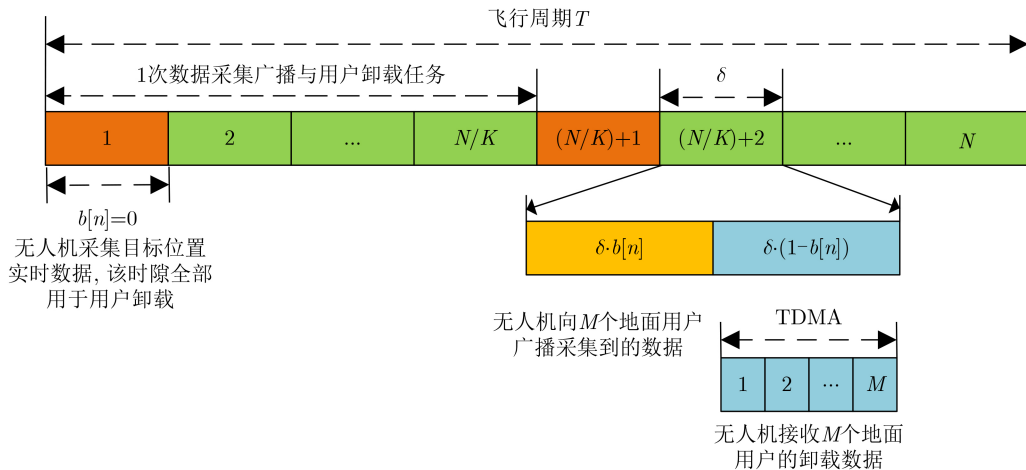 飞行周期T
1次数据采集广播与用户卸载任务
δ
1
2
...
N/K
(N/K)+1
(N/K)+2
...
N
b[n]=0
无人机采集目标位置
实时数据, 该时隙全部
用于用户卸载
δ·b[n]
δ·(1−b[n])
无人机向M个地面用户
广播采集到的数据
TDMA
1
2
···
M
无人机接收M个地面
用户的卸载数据